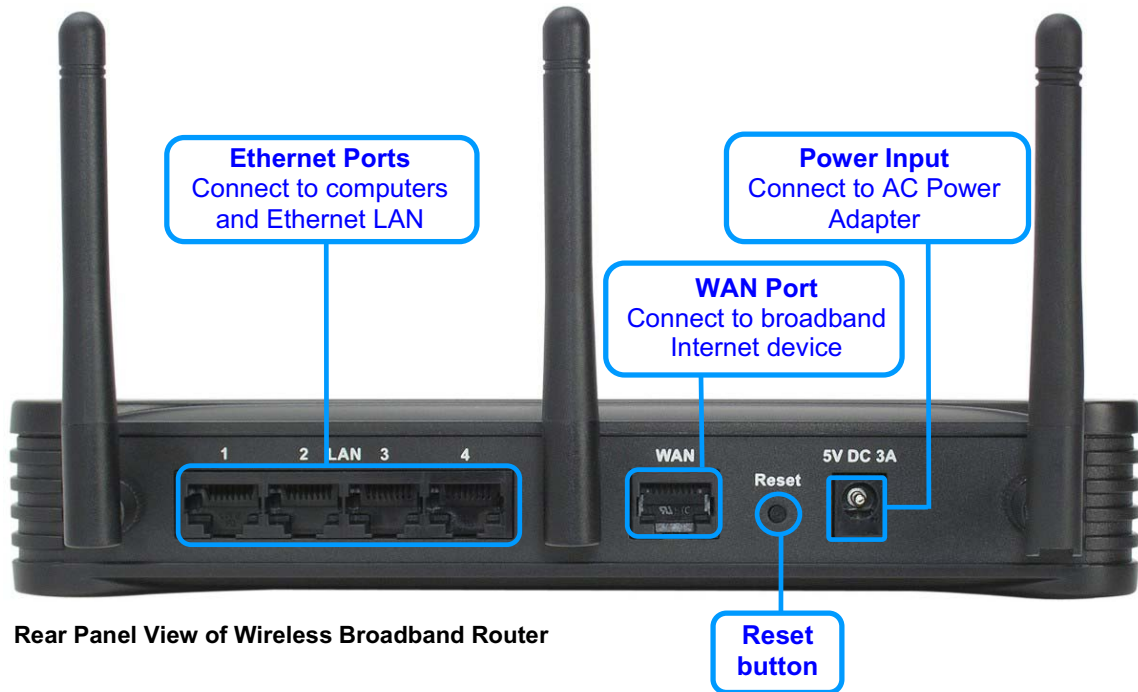 Ethernet Ports
Connect to computers
and Ethernet LAN
Power Input
Connect to AC Power
Adapter
WAN Port
Connect to broadband
Internet device
1 2 LAN 3 4
WAN
Reset
5V DC 3A
Rear Panel View of Wireless Broadband Router
Reset
button